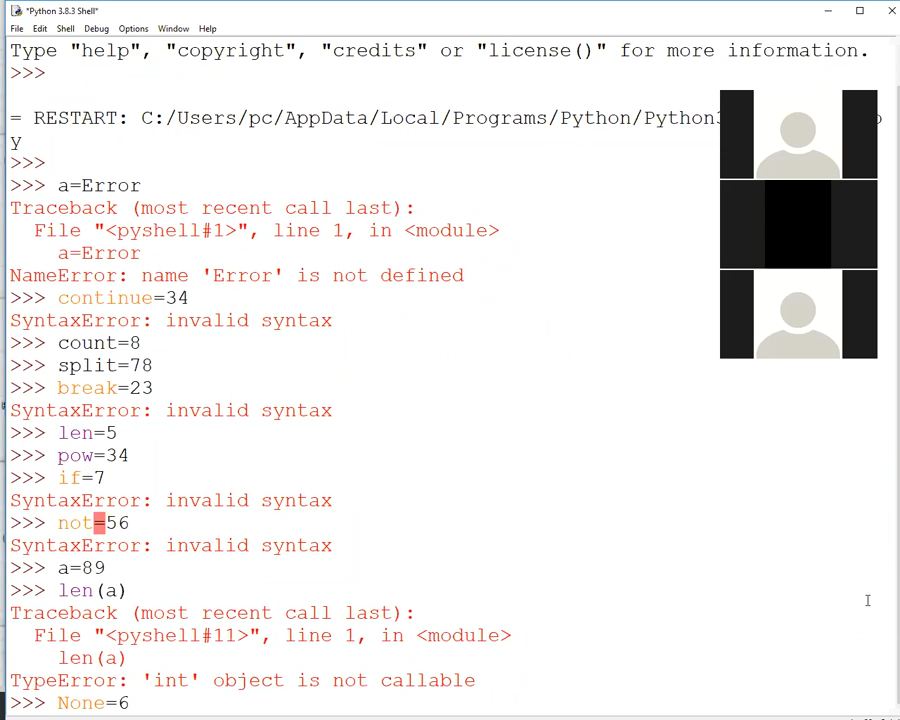 *Python 3.8.3 Shell*
File Edit Shell Debug Options Window Help
Type "help", "copyright", "credits" or "license()" for more information.
>>>
= RESTART: C:/Users/pc/AppData/Local/Programs/Python/Python3
y
>>>
>>> a=Error
Traceback (most recent call last):
  File "<pyshell#1>", line 1, in <module>
    a=Error
NameError: name 'Error' is not defined
>>> continue=34
SyntaxError: invalid syntax
>>> count=8
>>> split=78
>>> break=23
SyntaxError: invalid syntax
>>> len=5
>>> pow=34
>>> if=7
SyntaxError: invalid syntax
>>> not=56
SyntaxError: invalid syntax
>>> a=89
>>> len(a)
Traceback (most recent call last):
  File "<pyshell#11>", line 1, in <module>
    len(a)
TypeError: 'int' object is not callable
>>> None=6